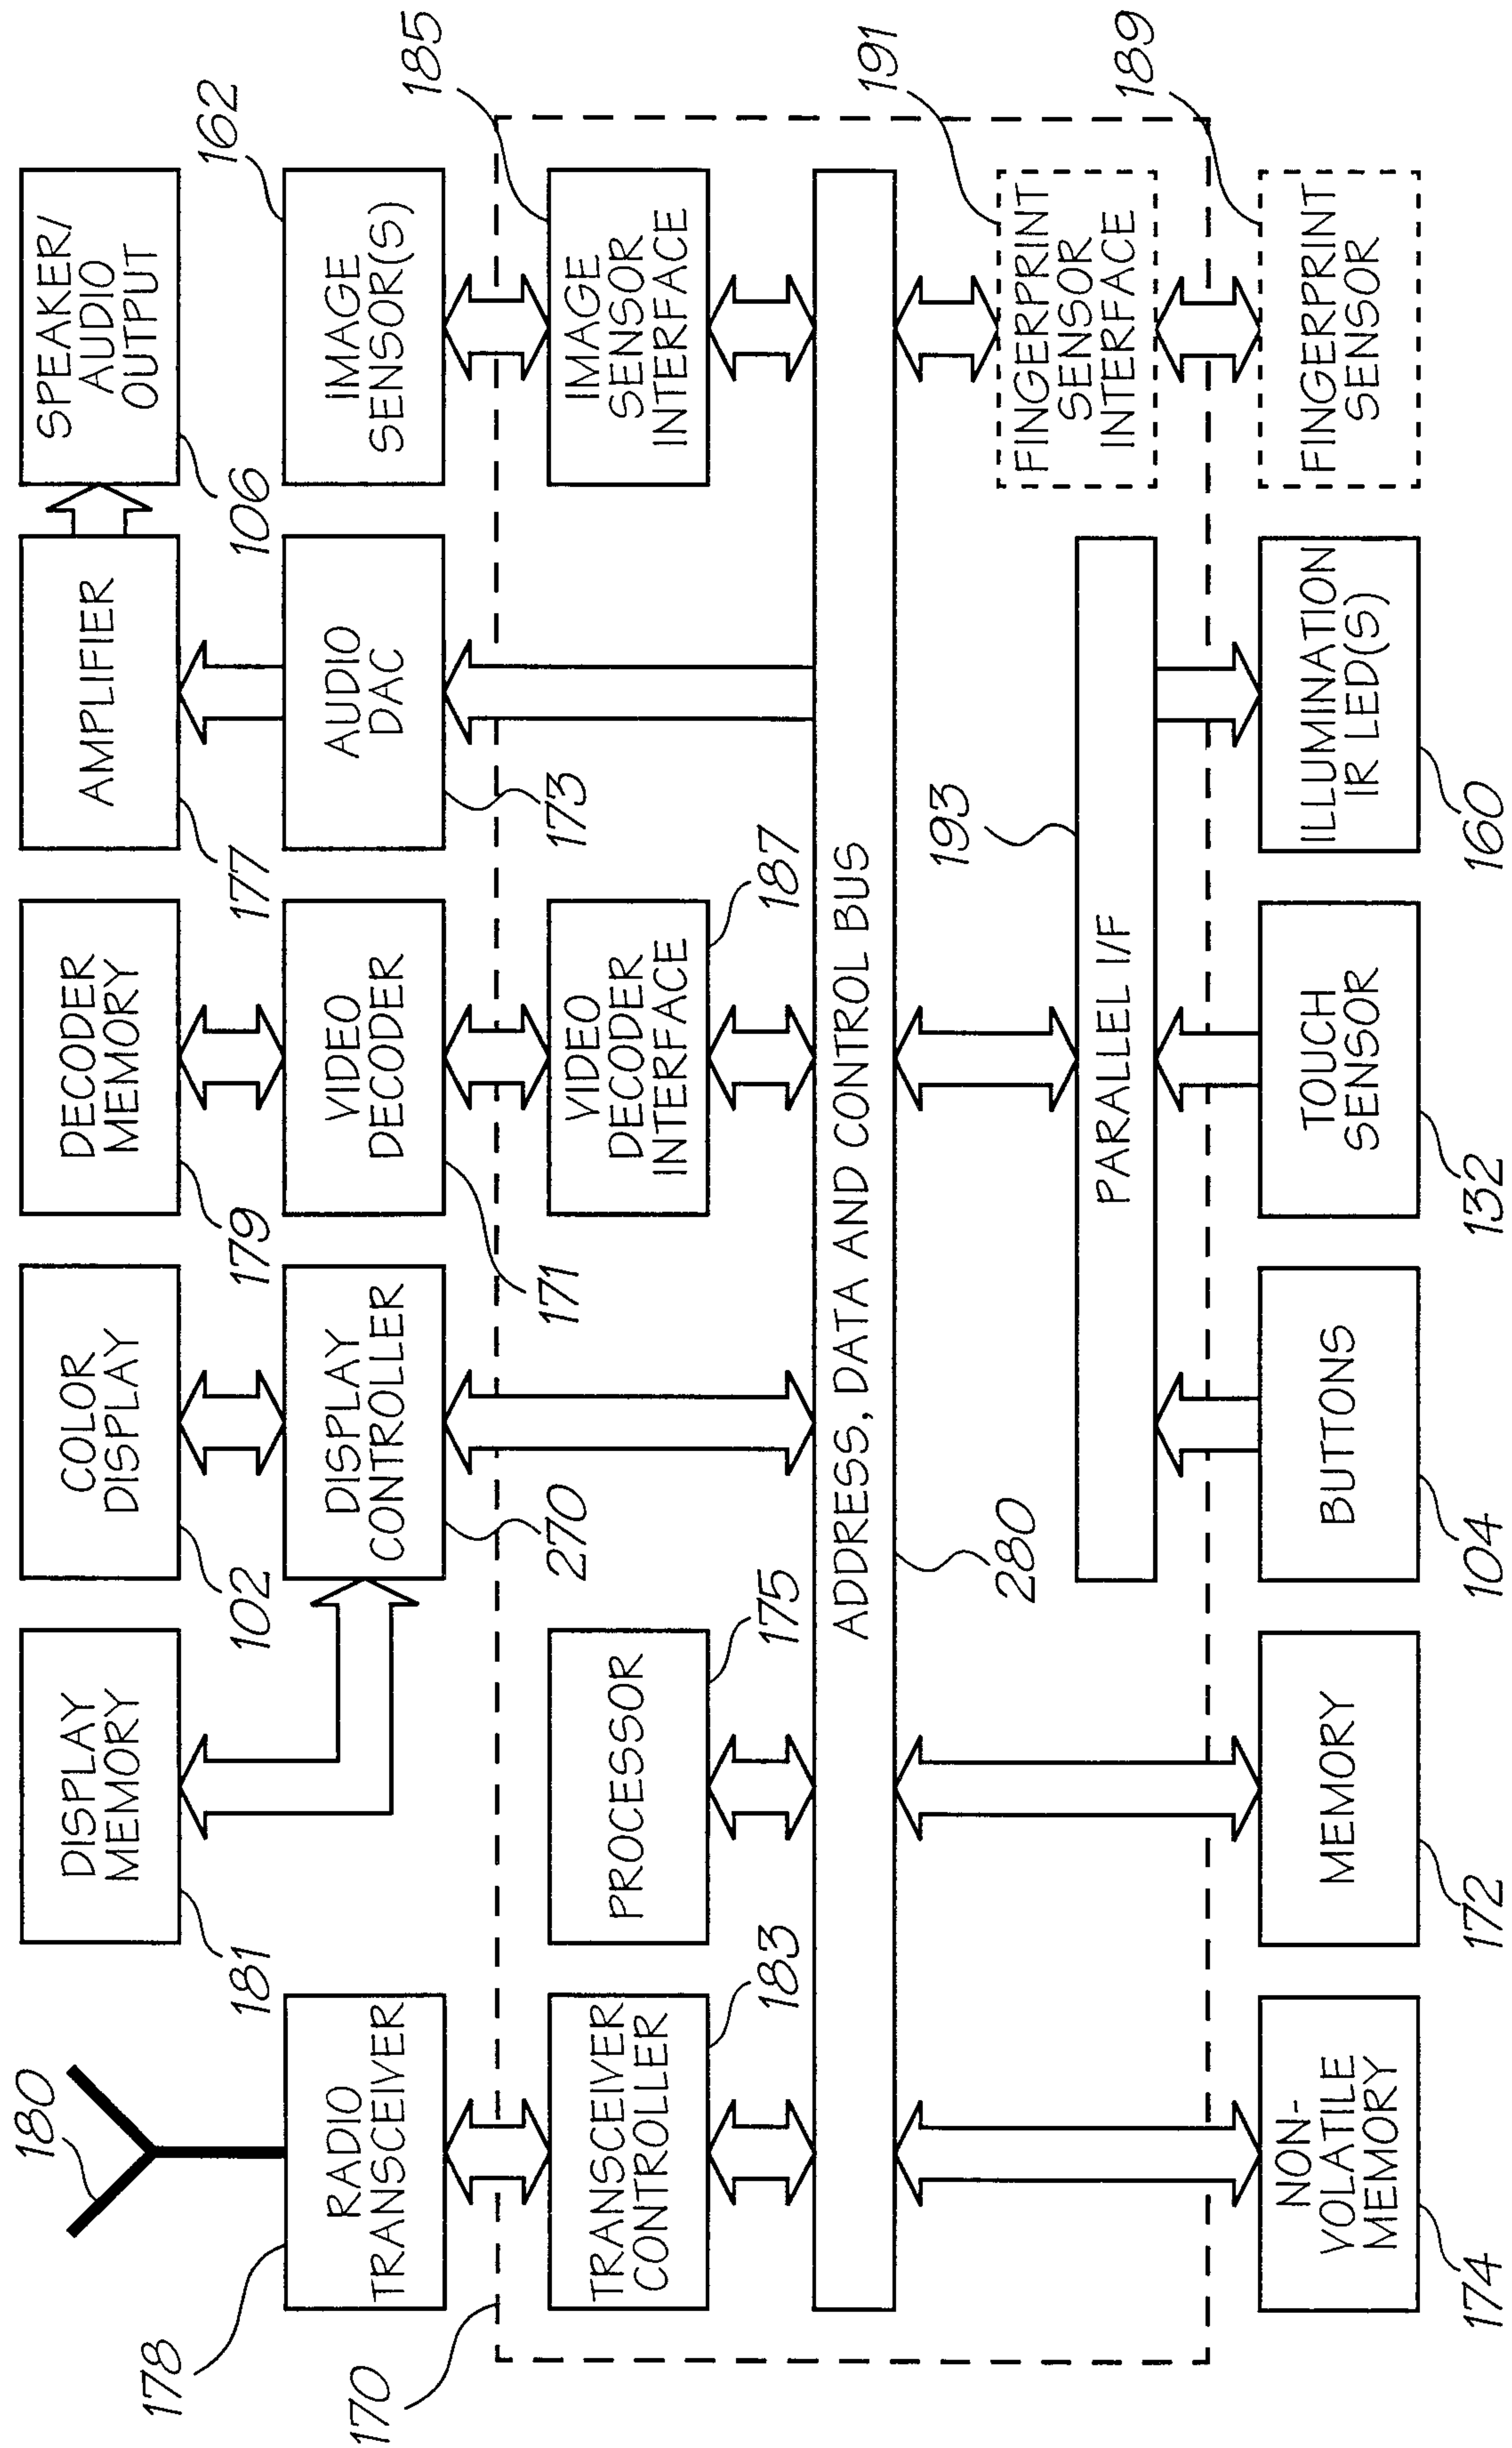 180
178
RADIO
TRANSCEIVER
181
DISPLAY
MEMORY
102
COLOR
DISPLAY
179
DECODER
MEMORY
177
AMPLIFIER
106
SPEAKER/
AUDIO
OUTPUT
270
DISPLAY
CONTROLLER
171
VIDEO
DECODER
173
AUDIO
DAC
162
IMAGE
SENSOR(S)
170
TRANSCEIVER
CONTROLLER
183
PROCESSOR
175
VIDEO
DECODER
INTERFACE
187
IMAGE
SENSOR
INTERFACE
185
ADDRESS, DATA AND CONTROL BUS
280
193
PARALLEL I/F
191
FINGERPRINT
SENSOR
INTERFACE
189
174
NON-
VOLATILE
MEMORY
172
MEMORY
104
BUTTONS
132
TOUCH
SENSOR
160
ILLUMINATION
IR LED(S)
FINGERPRINT
SENSOR